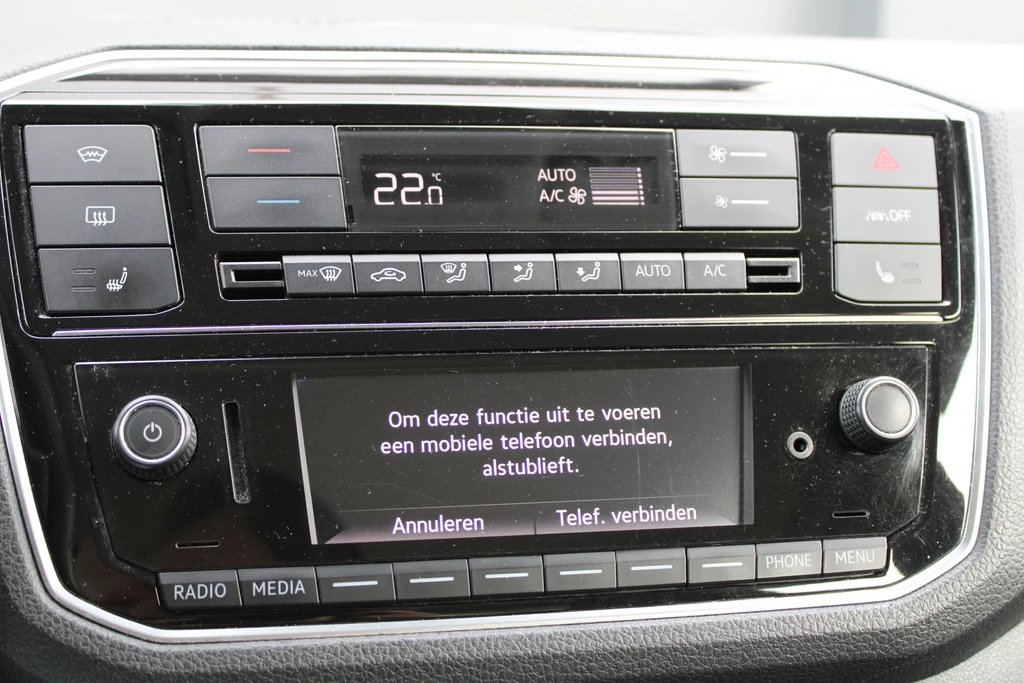 22.0 °C
AUTO
A/C
OFF
MAX
AUTO
A/C
Om deze functie uit te voeren
een mobiele telefoon verbinden,
alstublieft.
Annuleren
Telef. verbinden
RADIO
MEDIA
PHONE
MENU